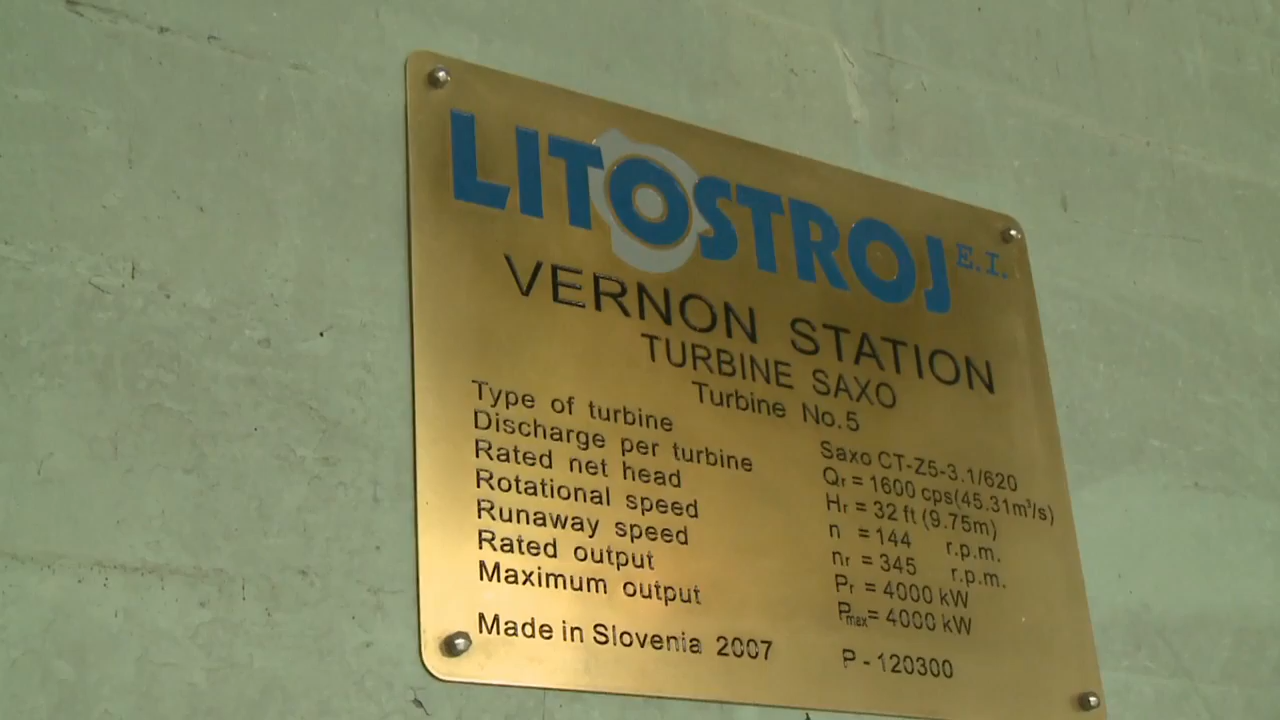 LITOSTROJ E.I.
VERNON STATION
TURBINE SAXO
Turbine No.5
Type of turbine Saxo CT-Z5-3.1/620
Discharge per turbine Qr = 1600 cps(45.31m³/s)
Rated net head Hr = 32 ft (9.75m)
Rotational speed n = 144 r.p.m.
Runaway speed nr = 345 r.p.m.
Rated output Pr = 4000 kW
Maximum output Pmax= 4000 kW
Made in Slovenia 2007 P - 120300